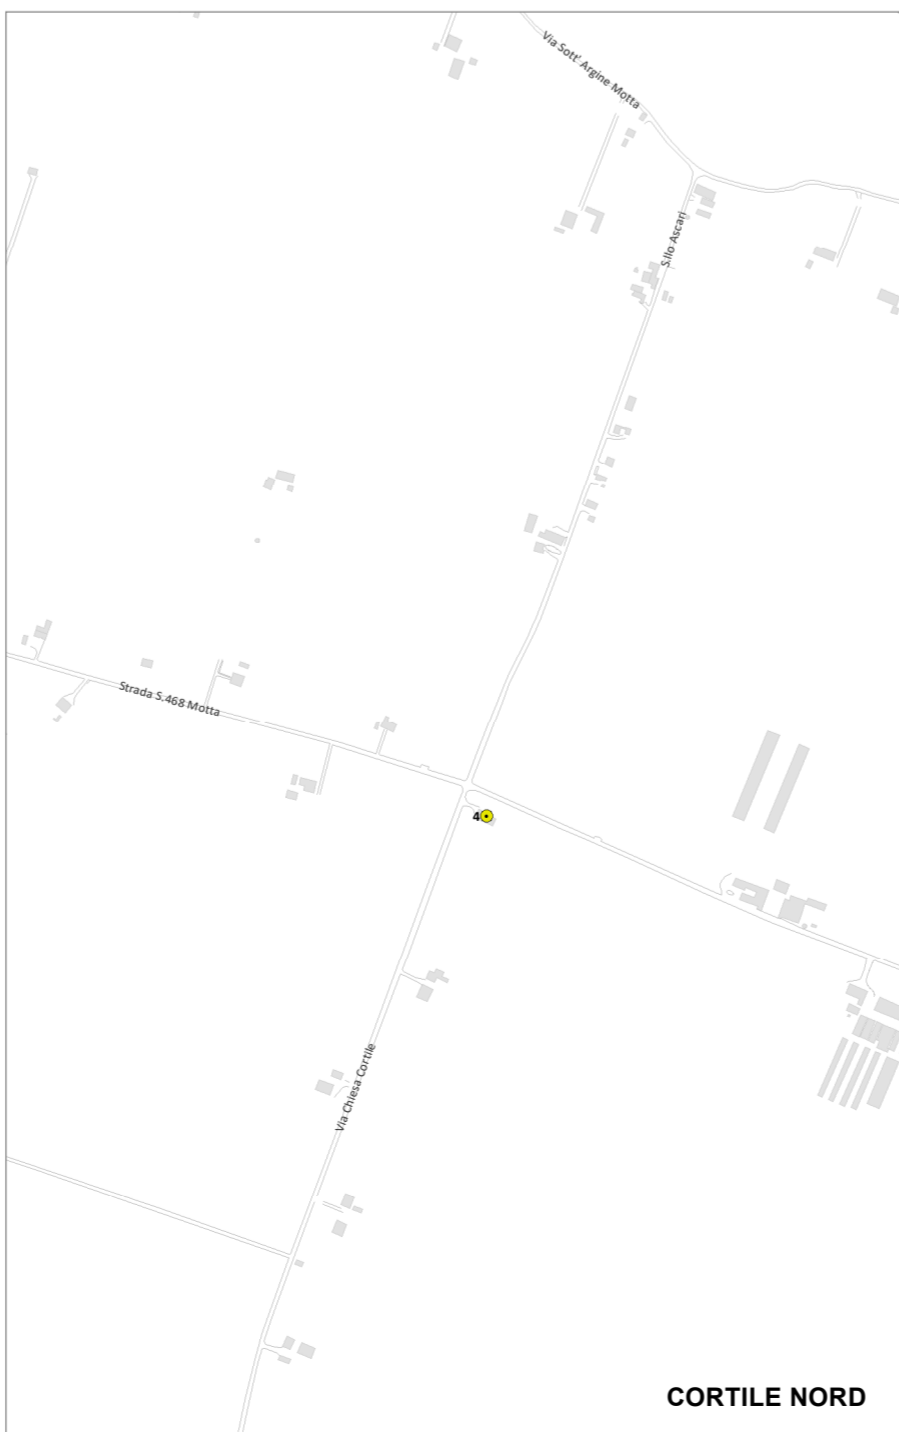 Via Sott' Argine Motta
S.llo Ascari
Strada S.468 Motta
4
Via Chiesa Cortile
CORTILE NORD